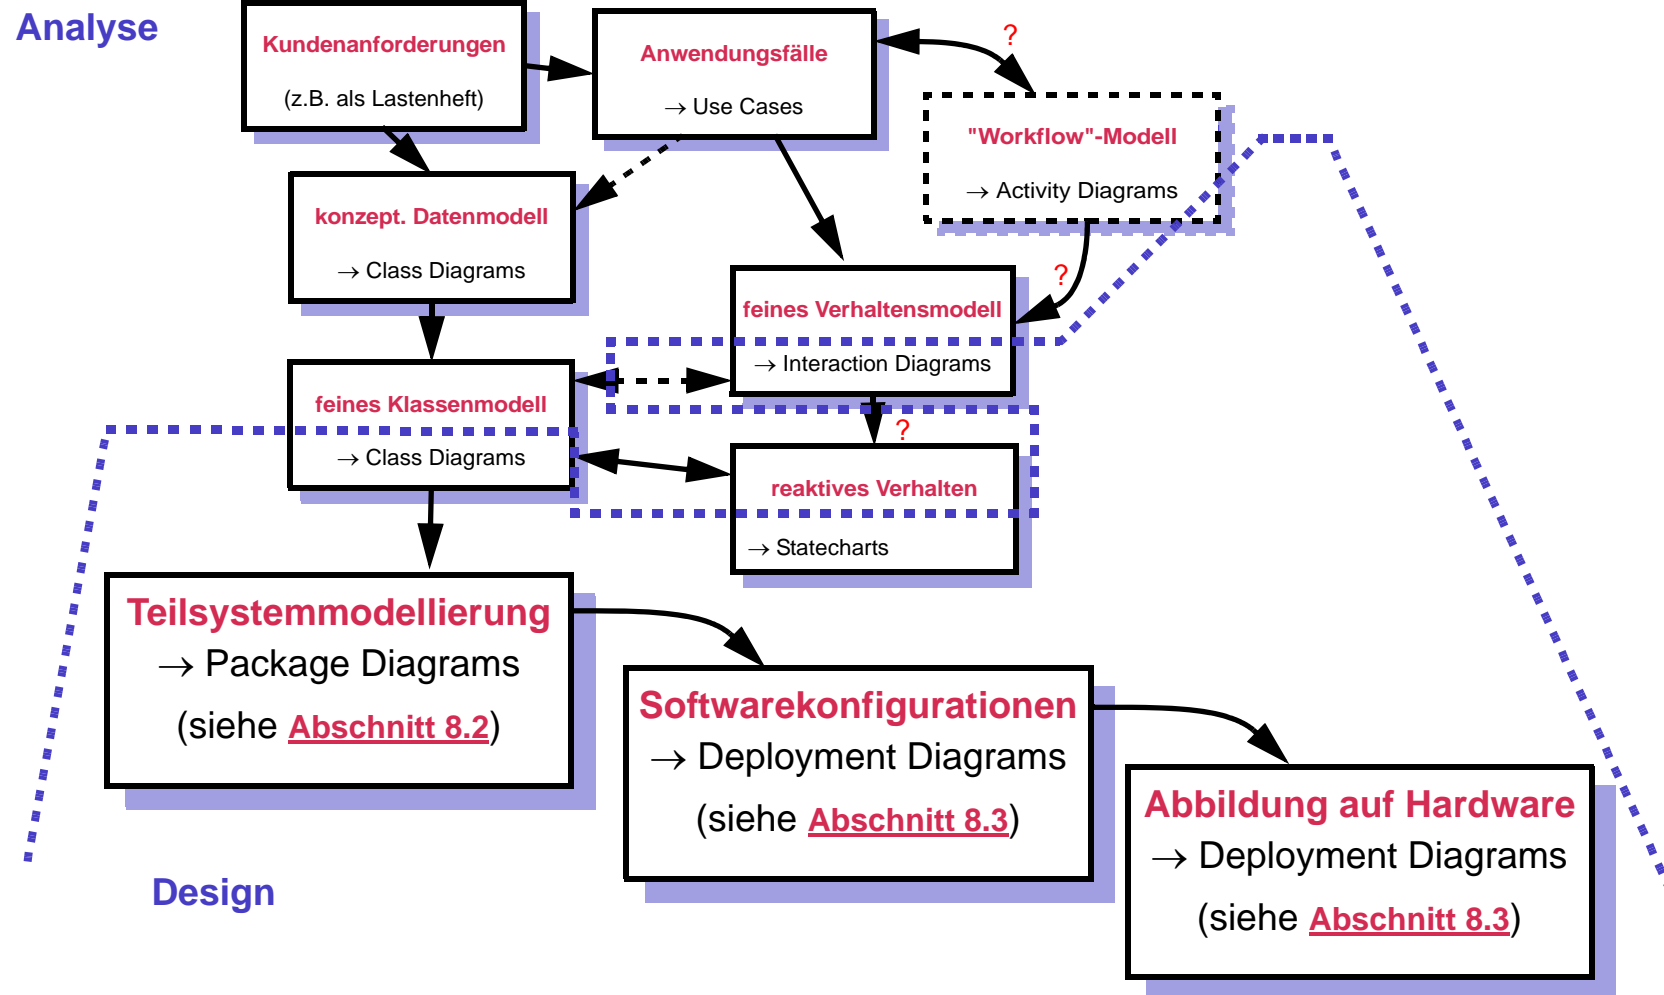 Analyse
Kundenanforderungen
(z.B. als Lastenheft)
Anwendungsfälle
→ Use Cases
?
"Workflow"-Modell
→ Activity Diagrams
konzept. Datenmodell
→ Class Diagrams
?
feines Verhaltensmodell
→ Interaction Diagrams
feines Klassenmodell
→ Class Diagrams
?
reaktives Verhalten
→ Statecharts
Teilsystemmodellierung
→ Package Diagrams
(siehe Abschnitt 8.2)
Softwarekonfigurationen
→ Deployment Diagrams
(siehe Abschnitt 8.3)
Abbildung auf Hardware
→ Deployment Diagrams
(siehe Abschnitt 8.3)
Design